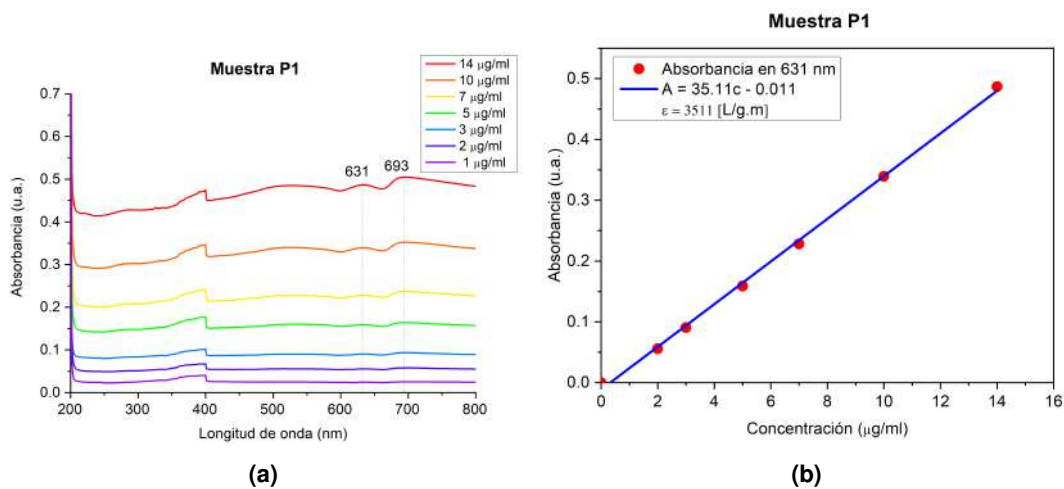 Muestra P1
14 μg/ml
10 μg/ml
7 μg/ml
5 μg/ml
3 μg/ml
2 μg/ml
1 μg/ml
631
693
Absorbancia (u.a.)
0.7
0.6
0.5
0.4
0.3
0.2
0.1
0.0
200 300 400 500 600 700 800
Longitud de onda (nm)
(a)
Muestra P1
Absorbancia en 631 nm
A = 35.11c - 0.011
ε = 3511 [L/g.m]
Absorbancia (u.a.)
0.5
0.4
0.3
0.2
0.1
0.0
0 2 4 6 8 10 12 14 16
Concentración (μg/ml)
(b)